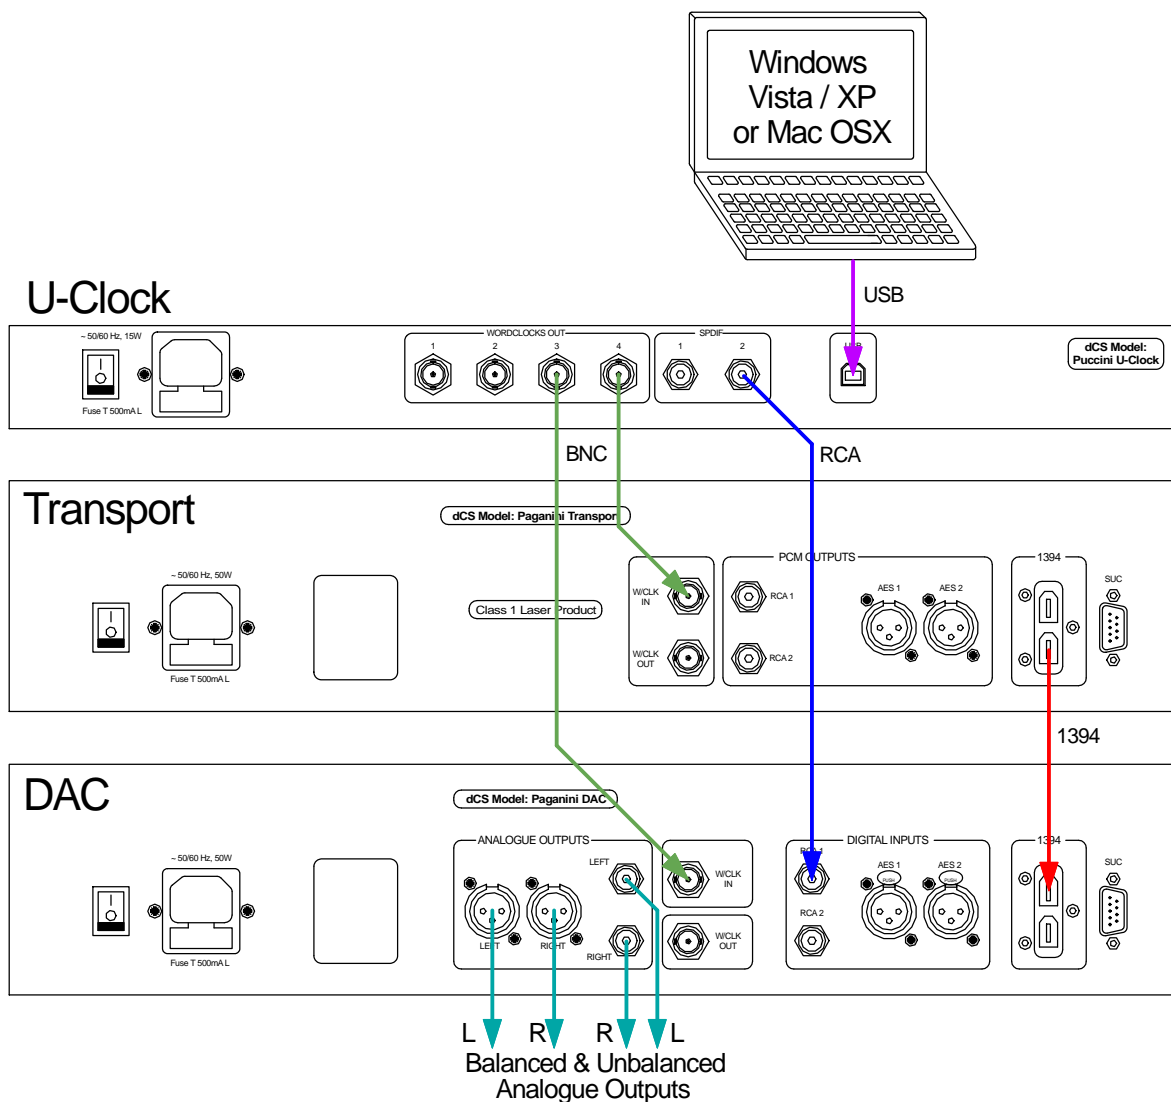 Windows
Vista / XP
or Mac OSX
USB
U-Clock
~ 50/60 Hz, 15W
Fuse T 500mA L
WORDCLOCKS OUT
1 2 3 4
SPDIF
1 2
USB
dCS Model:
Puccini U-Clock
BNC
RCA
Transport
dCS Model: Paganini Transport
~ 50/60 Hz, 50W
Fuse T 500mA L
Class 1 Laser Product
W/CLK
IN
W/CLK
OUT
PCM OUTPUTS
RCA 1
RCA 2
AES 1 AES 2
1394
SUC
1394
DAC
dCS Model: Paganini DAC
~ 50/60 Hz, 50W
Fuse T 500mA L
ANALOGUE OUTPUTS
LEFT RIGHT
LEFT
RIGHT
W/CLK
IN
W/CLK
OUT
DIGITAL INPUTS
RCA 1
RCA 2
AES 1 AES 2
PUSH PUSH
1394
SUC
L R R L
Balanced & Unbalanced
Analogue Outputs